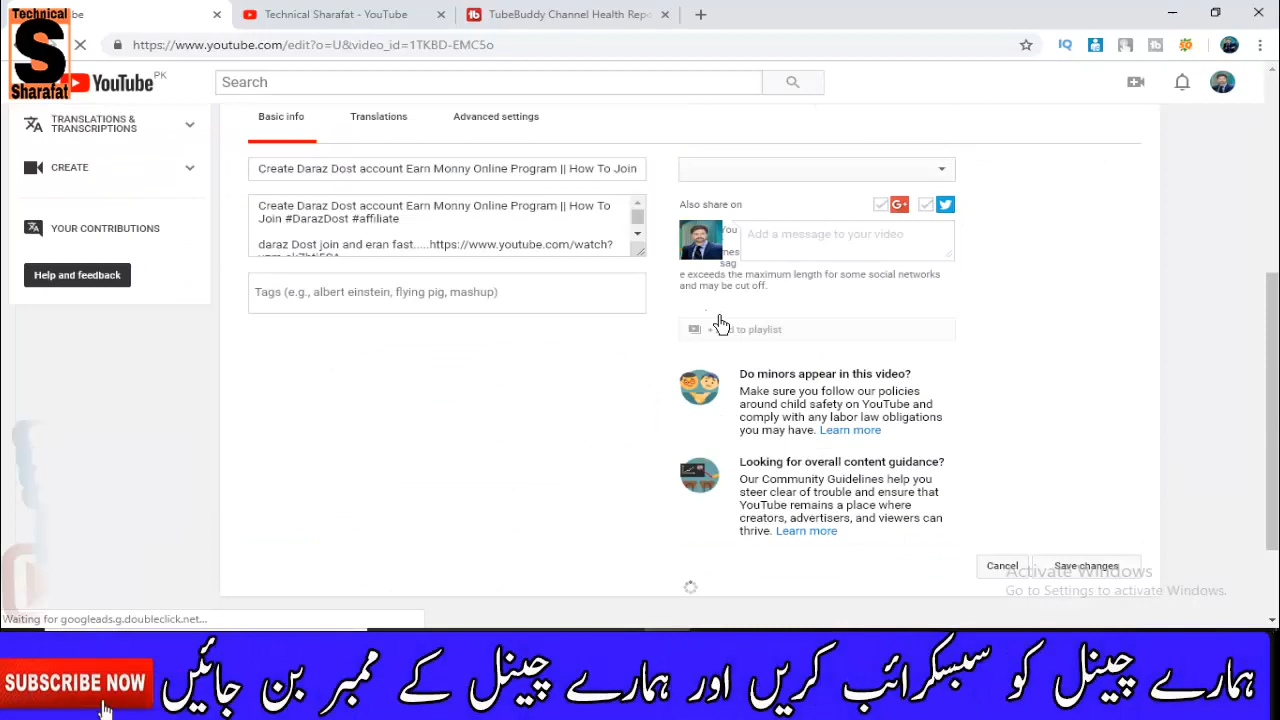 Technical
S
Sharafat
be
Technical Sharafat - YouTube
TubeBuddy Channel Health Repo
https://www.youtube.com/edit?o=U&video_id=1TKBD-EMC5o
YouTube PK
Search
TRANSLATIONS &
TRANSCRIPTIONS
CREATE
YOUR CONTRIBUTIONS
Help and feedback
Basic info
Translations
Advanced settings
Create Daraz Dost account Earn Monny Online Program || How To Join
Create Daraz Dost account Earn Monny Online Program || How To
Join #DarazDost #affiliate
daraz Dost join and eran fast.....https://www.youtube.com/watch?
Tags (e.g., albert einstein, flying pig, mashup)
Also share on
G+
You
mes
sag
Add a message to your video
e exceeds the maximum length for some social networks
and may be cut off.
to playlist
Do minors appear in this video?
Make sure you follow our policies
around child safety on YouTube and
comply with any labor law obligations
you may have. Learn more
Looking for overall content guidance?
Our Community Guidelines help you
steer clear of trouble and ensure that
YouTube remains a place where
creators, advertisers, and viewers can
thrive. Learn more
Cancel
Save changes
Activate Windows
Go to Settings to activate Windows.
Waiting for googleads.g.doubleclick.net...
SUBSCRIBE NOW
ہمارے چینل کو سبسکرائب کریں اور ہمارے چینل کے ممبر بن جائیں